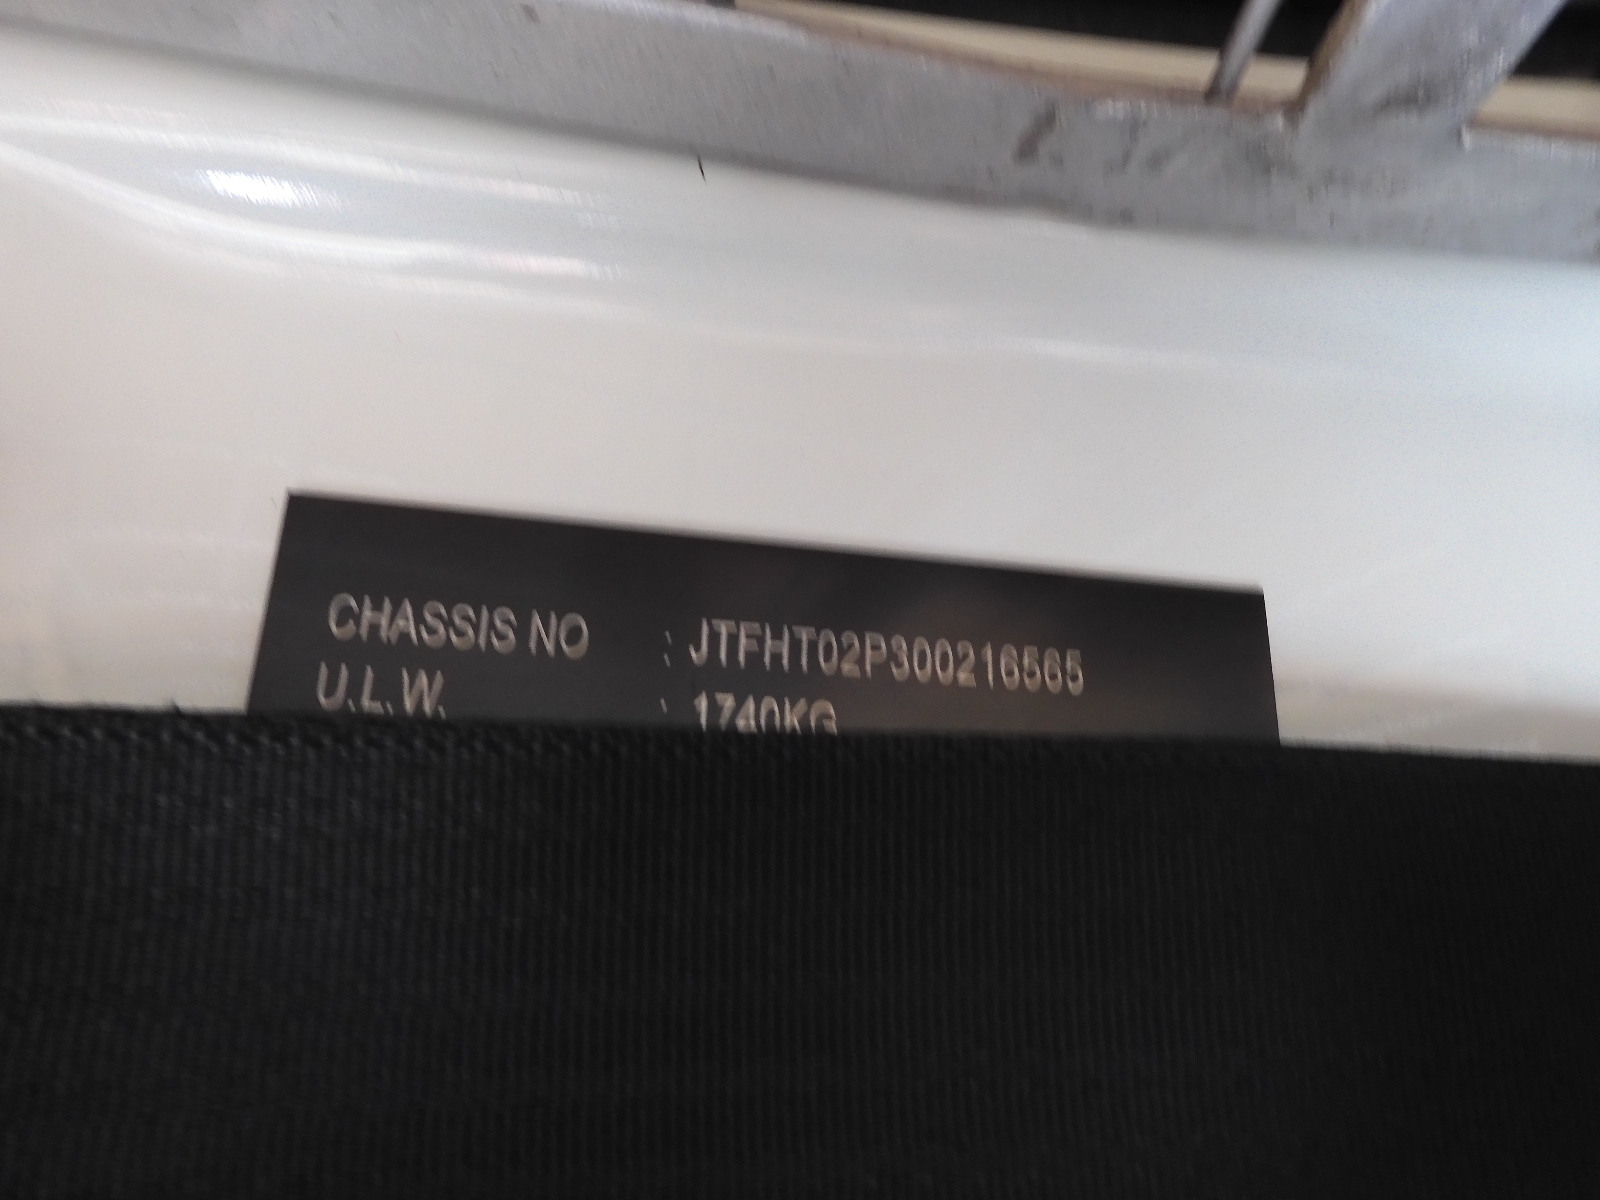 CHASSIS NO : JTFHT02P300216565
U.L.W. : 1740KG